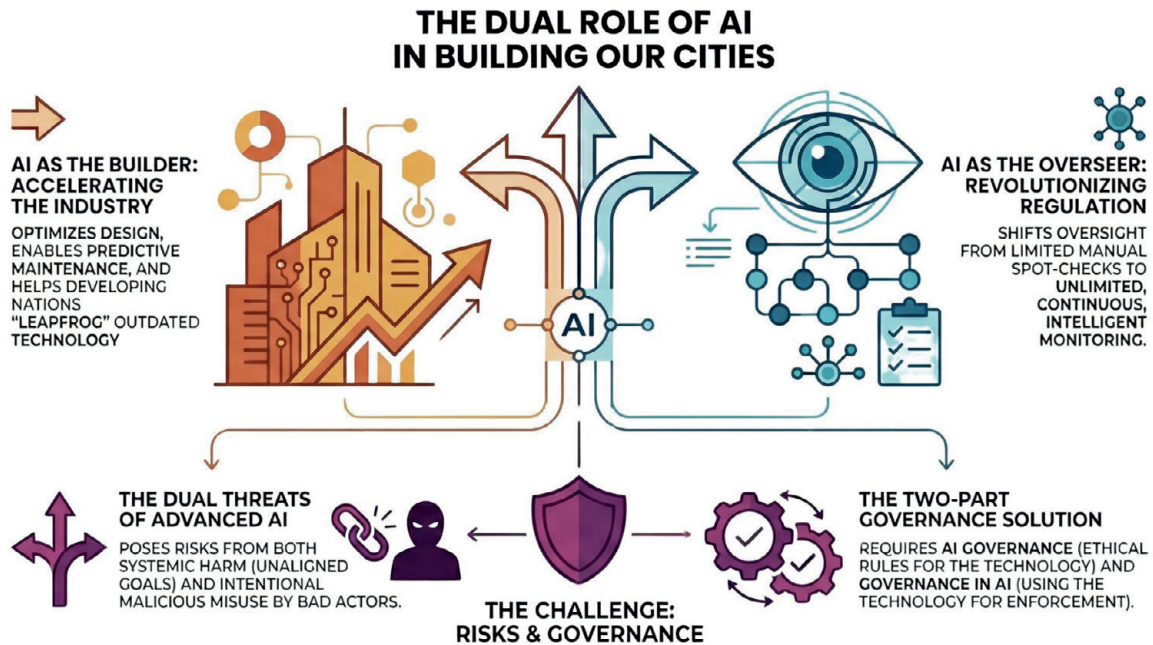 THE DUAL ROLE OF AI
IN BUILDING OUR CITIES
AI AS THE BUILDER:
ACCELERATING
THE INDUSTRY
OPTIMIZES DESIGN,
ENABLES PREDICTIVE
MAINTENANCE, AND
HELPS DEVELOPING
NATIONS
“LEAPFROG” OUTDATED
TECHNOLOGY
AI AS THE OVERSEER:
REVOLUTIONIZING
REGULATION
SHIFTS OVERSIGHT
FROM LIMITED MANUAL
SPOT-CHECKS TO
UNLIMITED,
CONTINUOUS,
INTELLIGENT
MONITORING.
AI
THE DUAL THREATS
OF ADVANCED AI
POSES RISKS FROM BOTH
SYSTEMIC HARM (UNALIGNED
GOALS) AND INTENTIONAL
MALICIOUS MISUSE BY BAD ACTORS.
THE CHALLENGE:
RISKS & GOVERNANCE
THE TWO-PART
GOVERNANCE SOLUTION
REQUIRES AI GOVERNANCE (ETHICAL
RULES FOR THE TECHNOLOGY) AND
GOVERNANCE IN AI (USING THE
TECHNOLOGY FOR ENFORCEMENT).